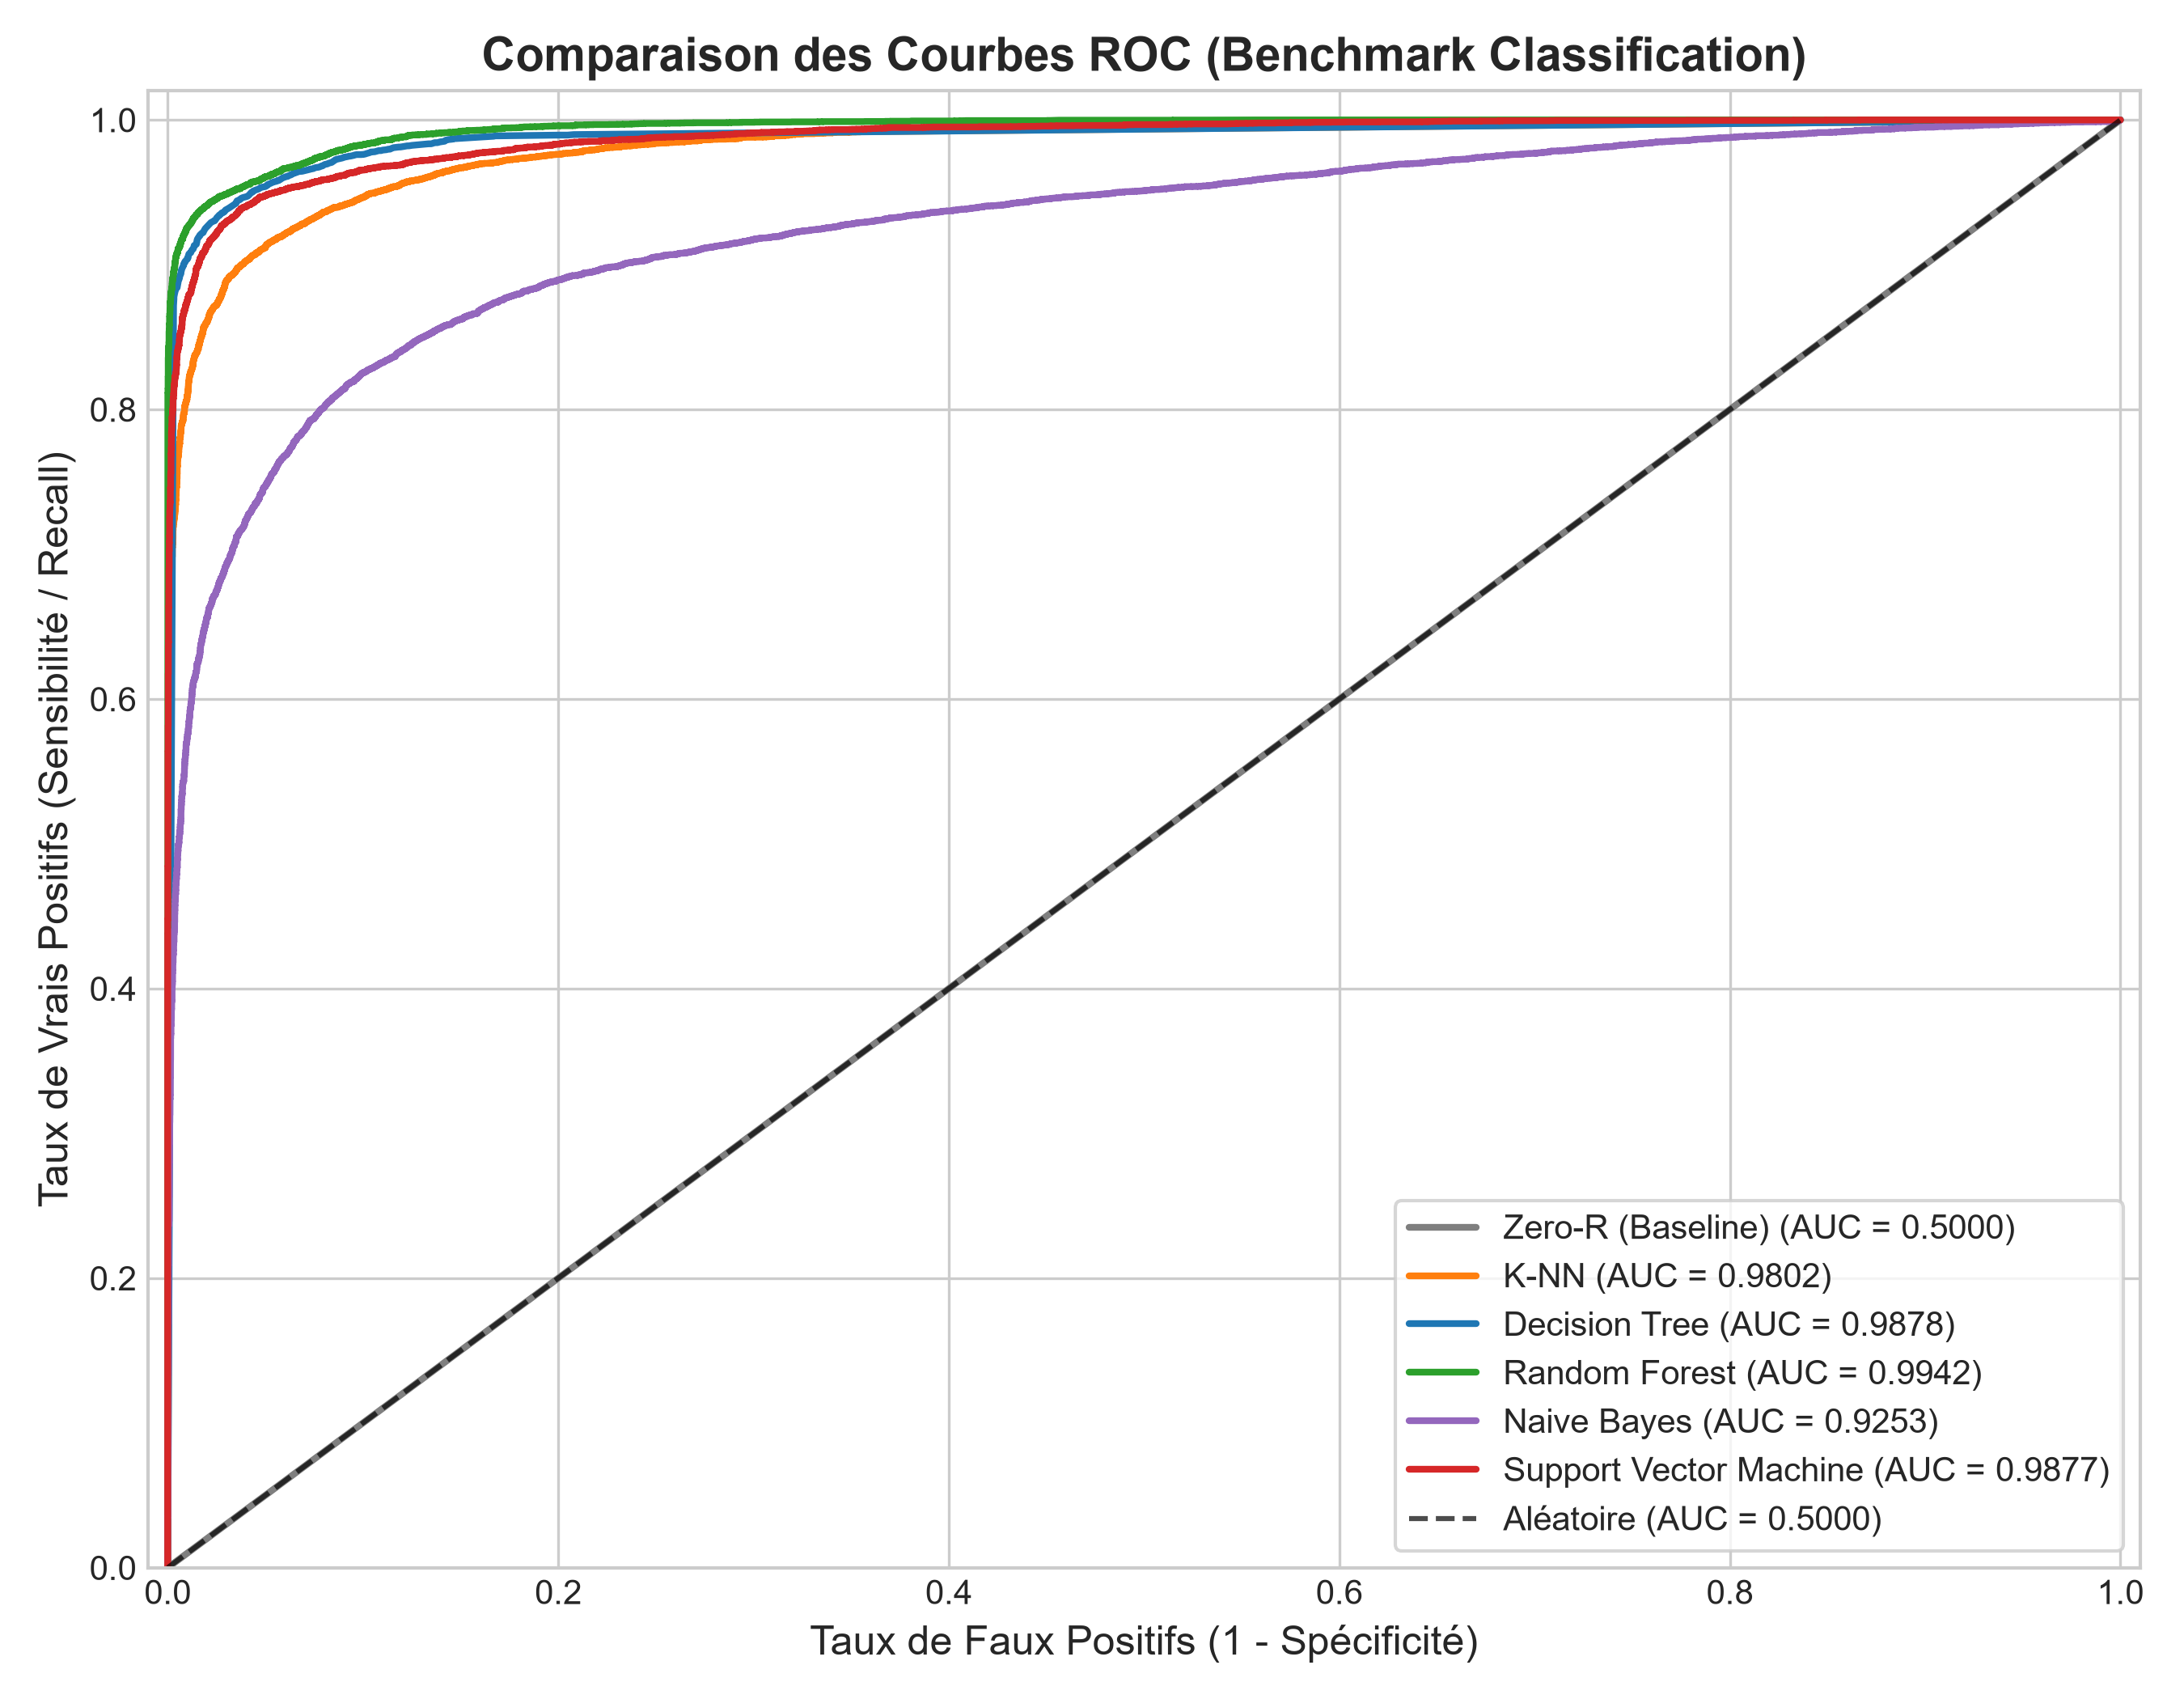 Comparaison des Courbes ROC (Benchmark Classification)
Taux de Vrais Positifs (Sensibilité / Recall)
1.0
0.8
0.6
0.4
0.2
0.0
0.0 0.2 0.4 0.6 0.8 1.0
Taux de Faux Positifs (1 - Spécificité)
Zero-R (Baseline) (AUC = 0.5000)
K-NN (AUC = 0.9802)
Decision Tree (AUC = 0.9878)
Random Forest (AUC = 0.9942)
Naive Bayes (AUC = 0.9253)
Support Vector Machine (AUC = 0.9877)
Aléatoire (AUC = 0.5000)